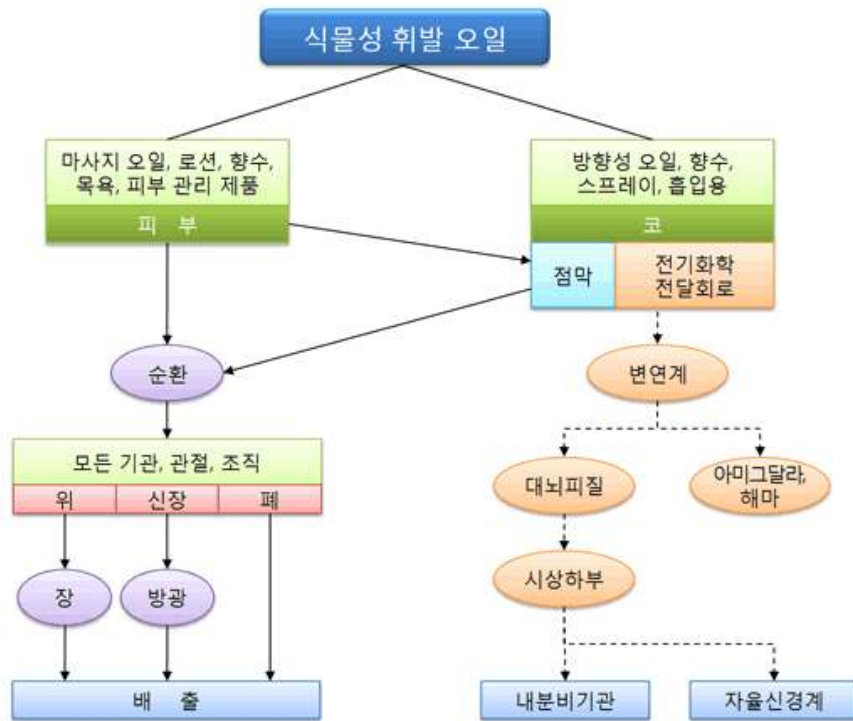 식물성 휘발 오일
마사지 오일, 로션, 향수,
목욕, 피부 관리 제품
피 부
방향성 오일, 향수,
스프레이, 흡입용
코
점막
전기화학
전달회로
순환
변연계
모든 기관, 관절, 조직
위
신장
폐
대뇌피질
아미그달라,
해마
장
방광
시상하부
배 출
내분비기관
자율신경계